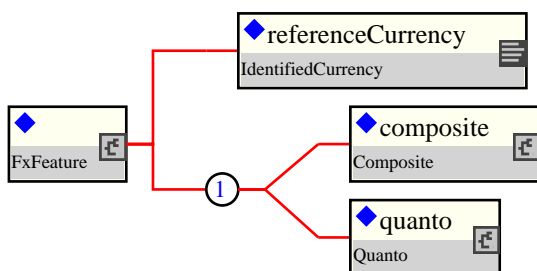 referenceCurrency
IdentifiedCurrency
FxFeature
composite
Composite
1
quanto
Quanto